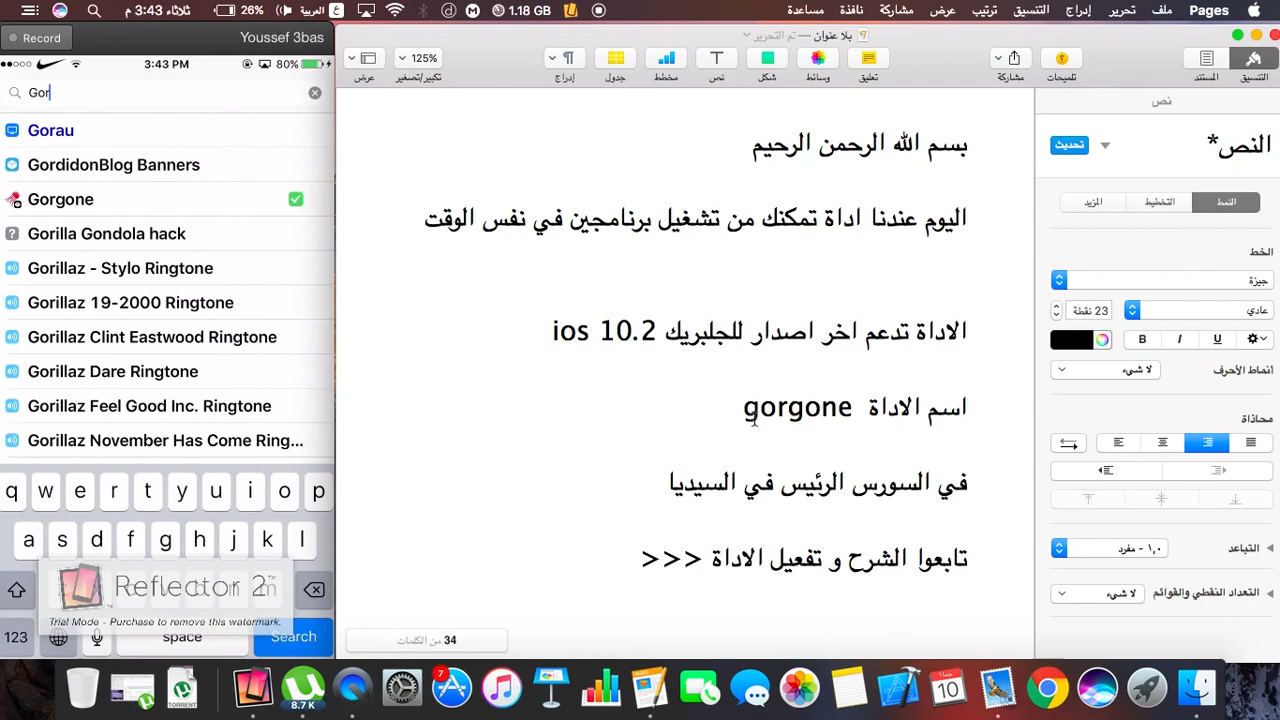 Pages ملف تحرير إدراج التنسيق ترتيب عرض مشاركة نافذة مساعدة
1.18 GB العربية 26% ثلاثاء ٣:٤٣ م
Record
Youssef 3bas
3:43 PM 80%
Gor
Gorau
GordidonBlog Banners
Gorgone
Gorilla Gondola hack
Gorillaz - Stylo Ringtone
Gorillaz 19-2000 Ringtone
Gorillaz Clint Eastwood Ringtone
Gorillaz Dare Ringtone
Gorillaz Feel Good Inc. Ringtone
Gorillaz November Has Come Ring...
q w e r t y u i o p
a s d f g h j k l
Reflector 2
Trial Mode - Purchase to remove this watermark.
123 space Search
بلا عنوان — تم التحرير
125%
عرض تكبير/تصغير إدراج جدول مخطط نص شكل وسائط تعليق مشاركة تلميحات المستند التنسيق
بسم الله الرحمن الرحيم
اليوم عندنا اداة تمكنك من تشغيل برنامجين في نفس الوقت
الاداة تدعم اخر اصدار للجلبريك ios 10.2
اسم الاداة gorgone
في السورس الرئيس في السيديا
تابعوا الشرح و تفعيل الاداة >>>
34 من الكلمات
نص
النص*
تحديث
النمط التخطيط المزيد
الخط
جيزة
عادي
23 نقطة
B I U
أنماط الأحرف
لا شيء
محاذاة
التباعد
١,٠ - مفرد
التعداد النقطي والقوائم
لا شيء
8.7 K
7
10
TORRENT